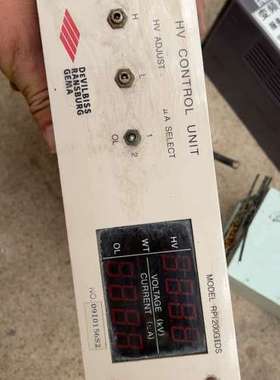 DEVILBISS
RANSBURG
GEMA
HV CONTROL UNIT
HV ADJUST
H
L
μA SELECT
1
2
OL
MODEL
HV
WT
OL
VOLTAGE (kV)
CURRENT (μA)
NO.